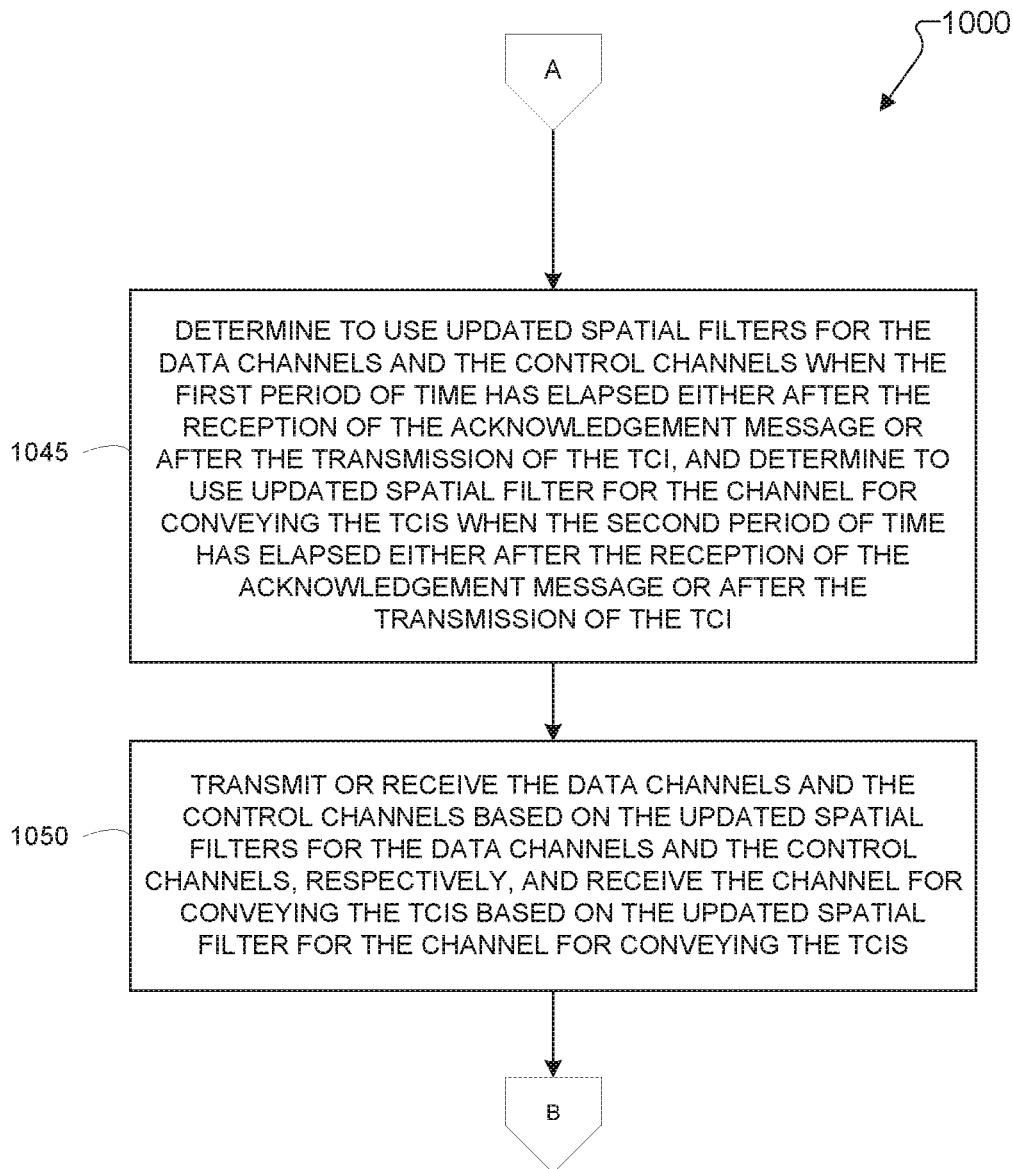 1000
A
1045
DETERMINE TO USE UPDATED SPATIAL FILTERS FOR THE
DATA CHANNELS AND THE CONTROL CHANNELS WHEN THE
FIRST PERIOD OF TIME HAS ELAPSED EITHER AFTER THE
RECEPTION OF THE ACKNOWLEDGEMENT MESSAGE OR
AFTER THE TRANSMISSION OF THE TCI, AND DETERMINE TO
USE UPDATED SPATIAL FILTER FOR THE CHANNEL FOR
CONVEYING THE TCIS WHEN THE SECOND PERIOD OF TIME
HAS ELAPSED EITHER AFTER THE RECEPTION OF THE
ACKNOWLEDGEMENT MESSAGE OR AFTER THE
TRANSMISSION OF THE TCI
1050
TRANSMIT OR RECEIVE THE DATA CHANNELS AND THE
CONTROL CHANNELS BASED ON THE UPDATED SPATIAL
FILTERS FOR THE DATA CHANNELS AND THE CONTROL
CHANNELS, RESPECTIVELY, AND RECEIVE THE CHANNEL FOR
CONVEYING THE TCIS BASED ON THE UPDATED SPATIAL
FILTER FOR THE CHANNEL FOR CONVEYING THE TCIS
B